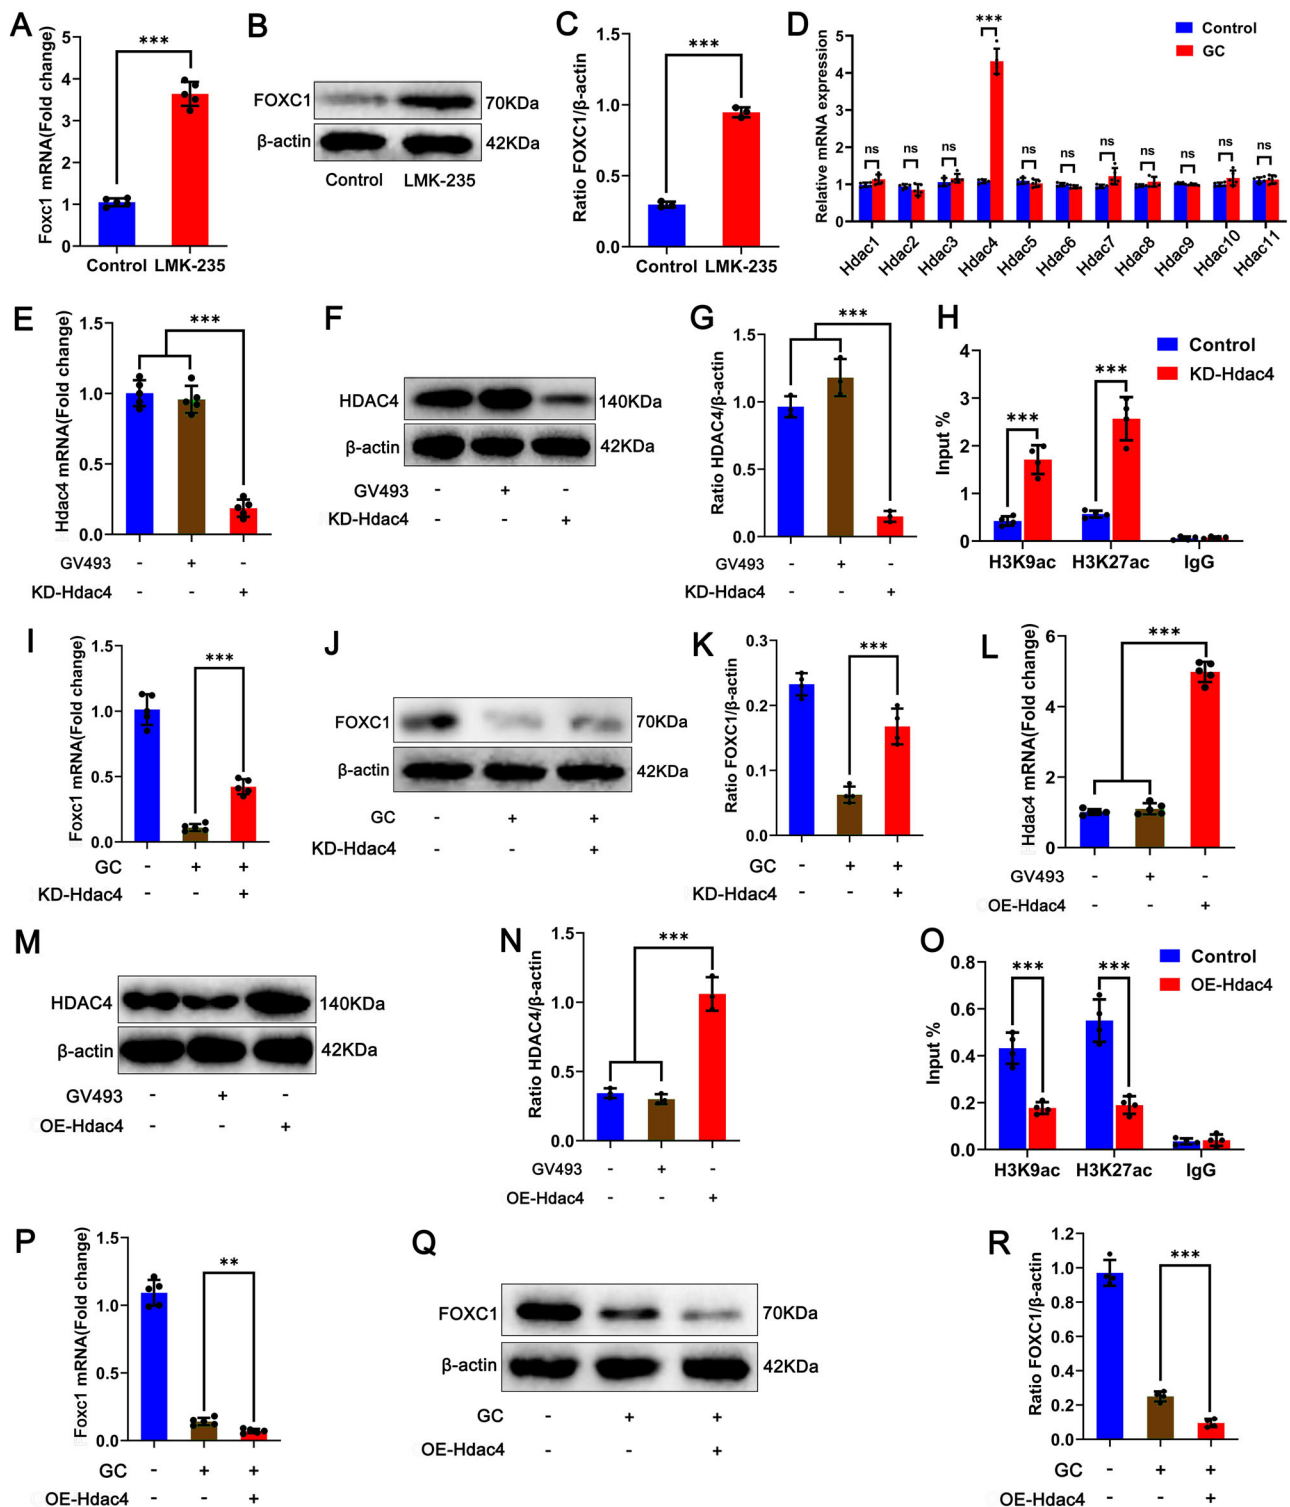 A
Foxc1 mRNA(Fold change)
5
4
3
2
1
0
***
Control LMK-235
B
FOXC1
70KDa
β-actin
42KDa
Control LMK-235
C
Ratio FOXC1/β-actin
1.5
1.0
0.5
0.0
***
Control LMK-235
D
Relative mRNA expression
5
4
3
2
1
0
Control
GC
ns ns ns *** ns ns ns ns ns ns ns
Hdac1 Hdac2 Hdac3 Hdac4 Hdac5 Hdac6 Hdac7 Hdac8 Hdac9 Hdac10 Hdac11
E
Hdac4 mRNA(Fold change)
1.5
1.0
0.5
0.0
***
GV493 - + -
KD-Hdac4 - - +
F
HDAC4
140KDa
β-actin
42KDa
GV493 - + -
KD-Hdac4 - - +
G
Ratio HDAC4/β-actin
1.5
1.0
0.5
0.0
***
GV493 - + -
KD-Hdac4 - - +
H
Input %
4
3
2
1
0
Control
KD-Hdac4
*** ***
H3K9ac H3K27ac IgG
I
Foxc1 mRNA(Fold change)
1.5
1.0
0.5
0.0
***
GC - + +
KD-Hdac4 - - +
J
FOXC1
70KDa
β-actin
42KDa
GC - + +
KD-Hdac4 - - +
K
Ratio FOXC1/β-actin
0.3
0.2
0.1
0.0
***
GC - + +
KD-Hdac4 - - +
L
Hdac4 mRNA(Fold change)
6
4
2
0
***
GV493 - + -
OE-Hdac4 - - +
M
HDAC4
140KDa
β-actin
42KDa
GV493 - + -
OE-Hdac4 - - +
N
Ratio HDAC4/β-actin
1.5
1.0
0.5
0.0
***
GV493 - + -
OE-Hdac4 - - +
O
Input %
0.8
0.6
0.4
0.2
0.0
Control
OE-Hdac4
*** ***
H3K9ac H3K27ac IgG
P
Foxc1 mRNA(Fold change)
1.5
1.0
0.5
0.0
**
GC - + +
OE-Hdac4 - - +
Q
FOXC1
70KDa
β-actin
42KDa
GC - + +
OE-Hdac4 - - +
R
Ratio FOXC1/β-actin
1.2
1.0
0.8
0.6
0.4
0.2
0.0
***
GC - + +
OE-Hdac4 - - +